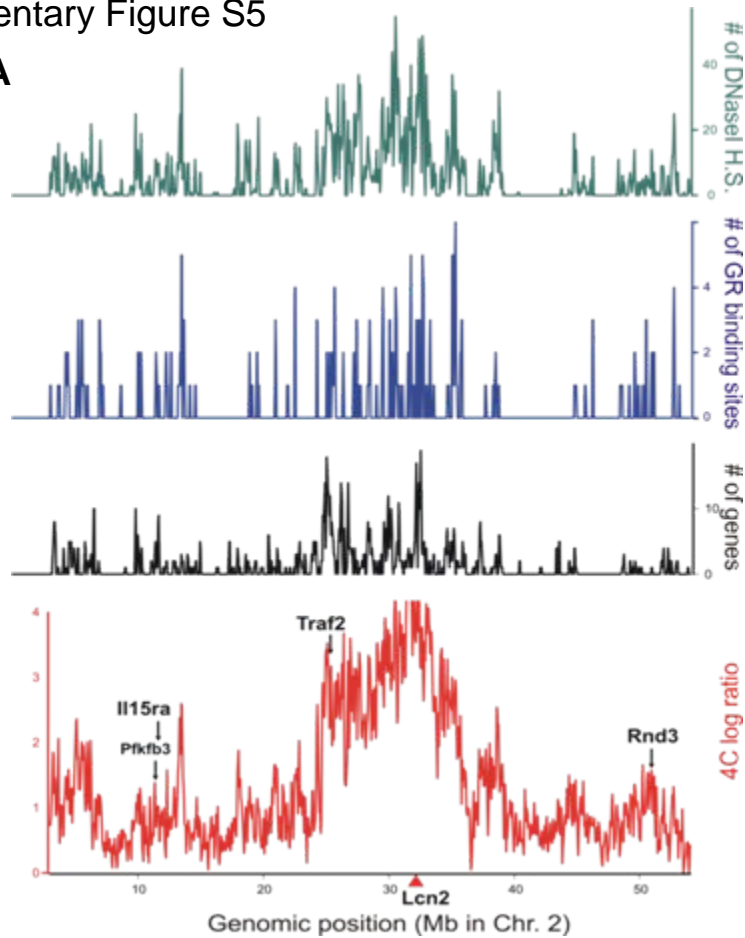 entary Figure S5
A
# of DNaseI H.S.
40
20
0
# of GR binding sites
4
2
0
# of genes
10
0
4C log ratio
4
3
2
1
0
Traf2
Il15ra
Pfkfb3
Rnd3
10 20 30 40 50
Lcn2
Genomic position (Mb in Chr. 2)